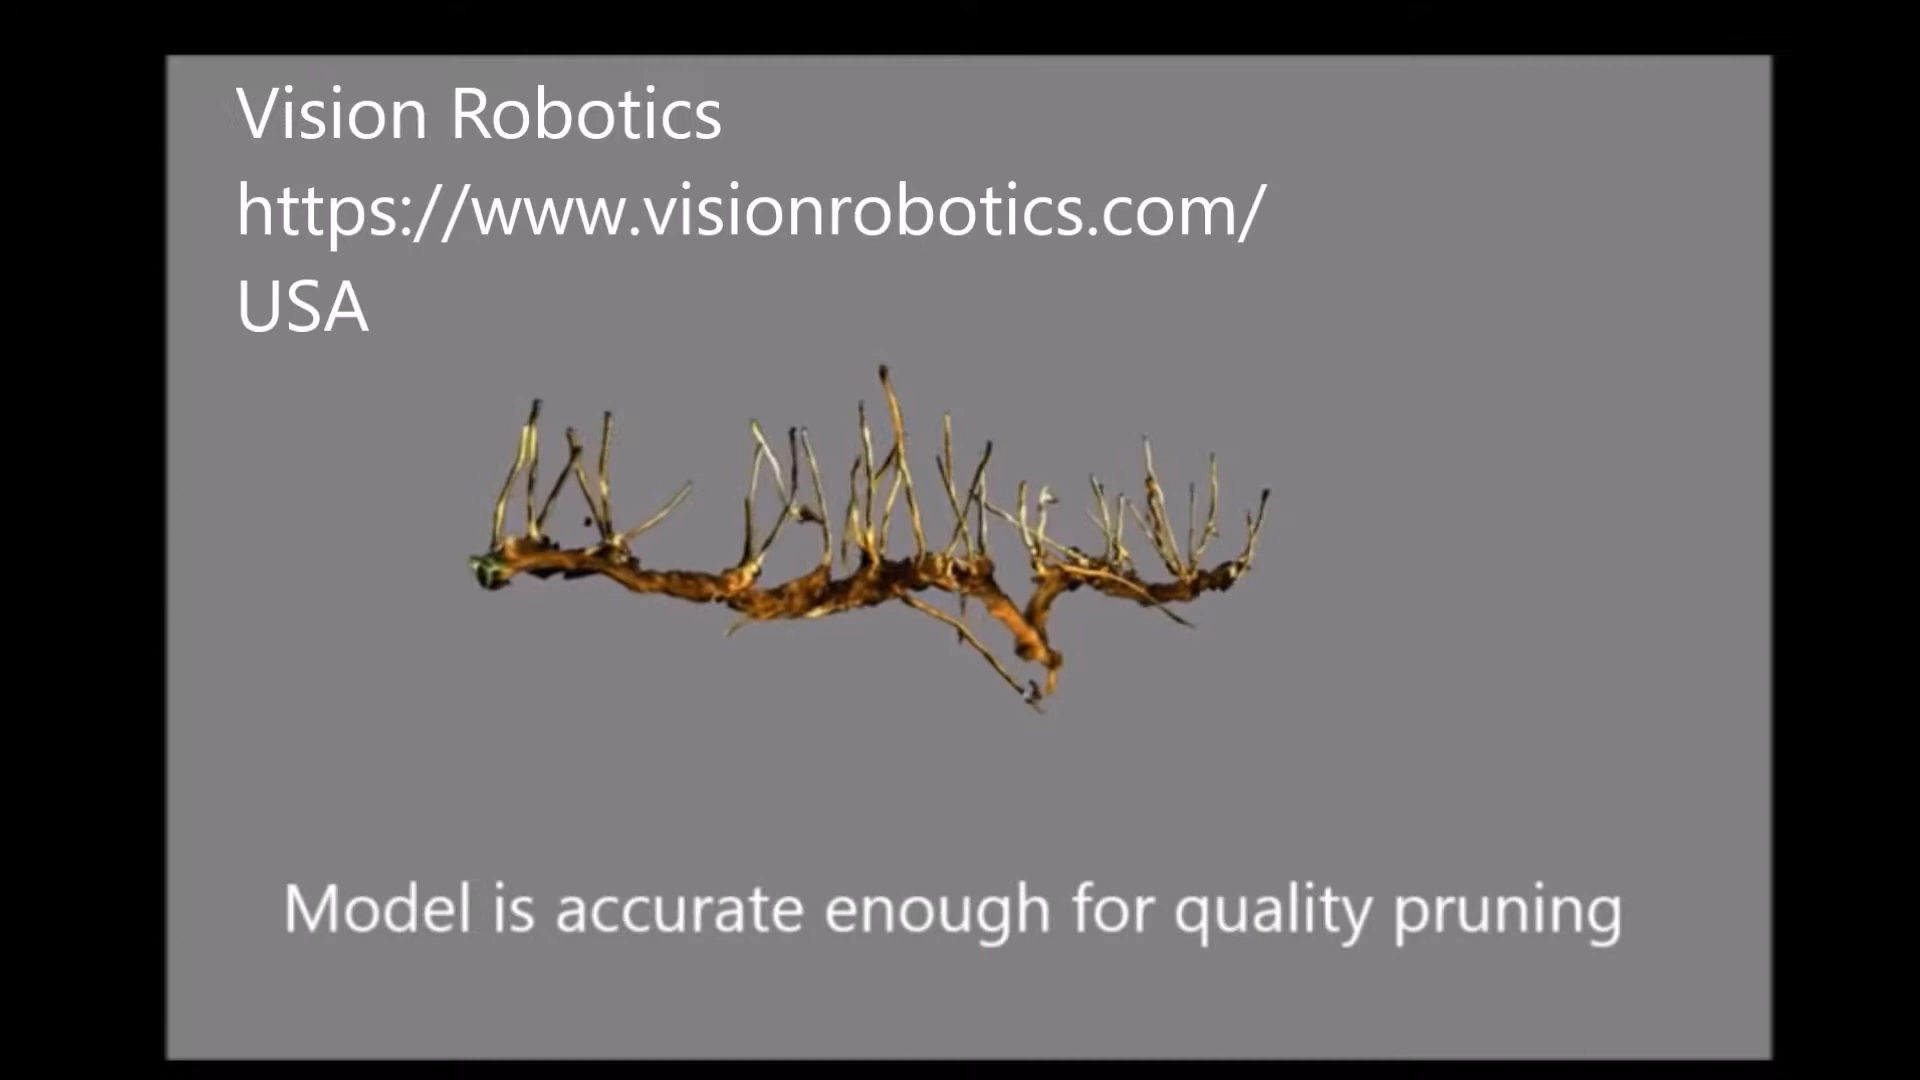 Vision Robotics
https://www.visionrobotics.com/
USA
Model is accurate enough for quality pruning